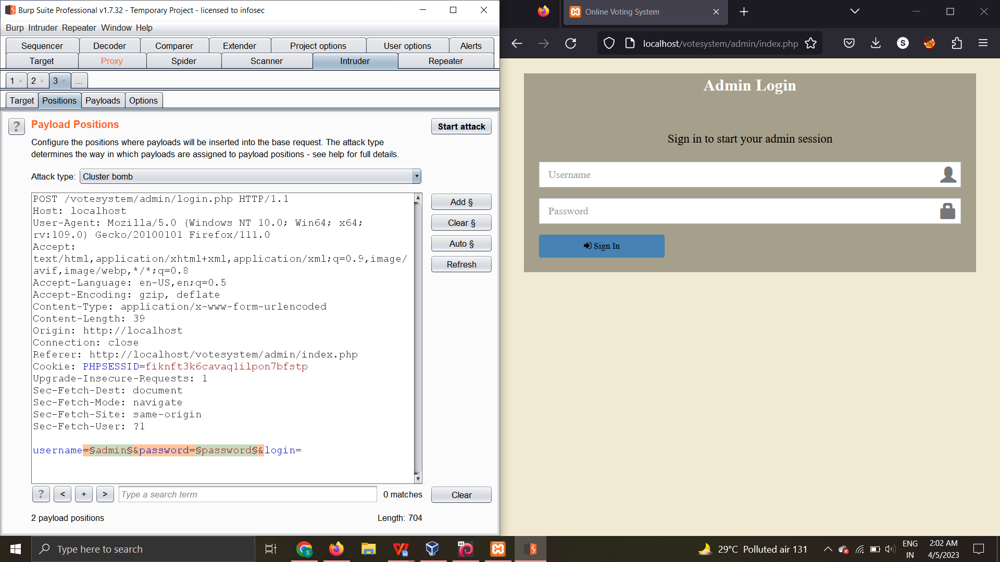 Burp Suite Professional v1.7.32 - Temporary Project - licensed to infosec
Burp Intruder Repeater Window Help
Sequencer Decoder Comparer Extender Project options User options Alerts
Target Proxy Spider Scanner Intruder Repeater
1 × 2 × 3 × ...
Target Positions Payloads Options
? Payload Positions
Start attack
Configure the positions where payloads will be inserted into the base request. The attack type
determines the way in which payloads are assigned to payload positions - see help for full details.
Attack type: Cluster bomb
POST /votesystem/admin/login.php HTTP/1.1
Host: localhost
User-Agent: Mozilla/5.0 (Windows NT 10.0; Win64; x64;
rv:109.0) Gecko/20100101 Firefox/111.0
Accept:
text/html,application/xhtml+xml,application/xml;q=0.9,image/
avif,image/webp,*/*;q=0.8
Accept-Language: en-US,en;q=0.5
Accept-Encoding: gzip, deflate
Content-Type: application/x-www-form-urlencoded
Content-Length: 39
Origin: http://localhost
Connection: close
Referer: http://localhost/votesystem/admin/index.php
Cookie: PHPSESSID=fiknft3k6cavaq1ilpon7bfstp
Upgrade-Insecure-Requests: 1
Sec-Fetch-Dest: document
Sec-Fetch-Mode: navigate
Sec-Fetch-Site: same-origin
Sec-Fetch-User: ?1
username=§admin§&password=§password§&login=
Add §
Clear §
Auto §
Refresh
? < + > Type a search term 0 matches Clear
2 payload positions Length: 704
Online Voting System
localhost/votesystem/admin/index.php
S
Admin Login
Sign in to start your admin session
Username
Password
Sign In
Type here to search
S
64
29°C Polluted air 131
ENG
IN
2:02 AM
4/5/2023